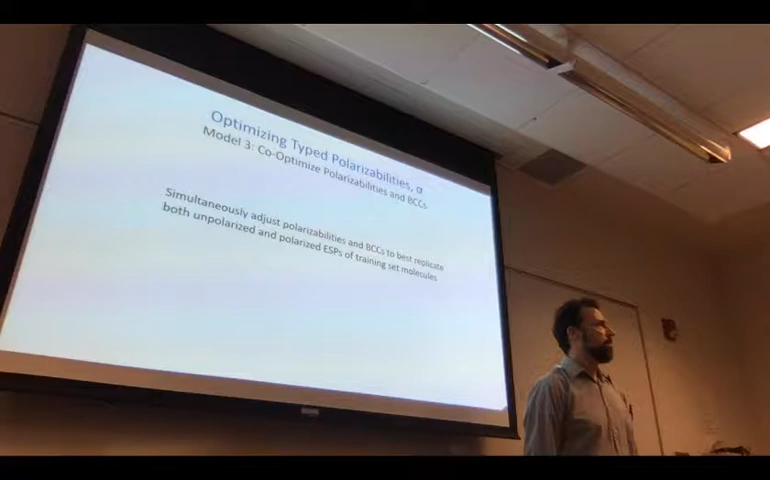 Optimizing Typed Polarizabilities, α
Model 3: Co-Optimize Polarizabilities and BCCs
Simultaneously adjust polarizabilities and BCCs to best replicate
both unpolarized and polarized ESPs of training set molecules